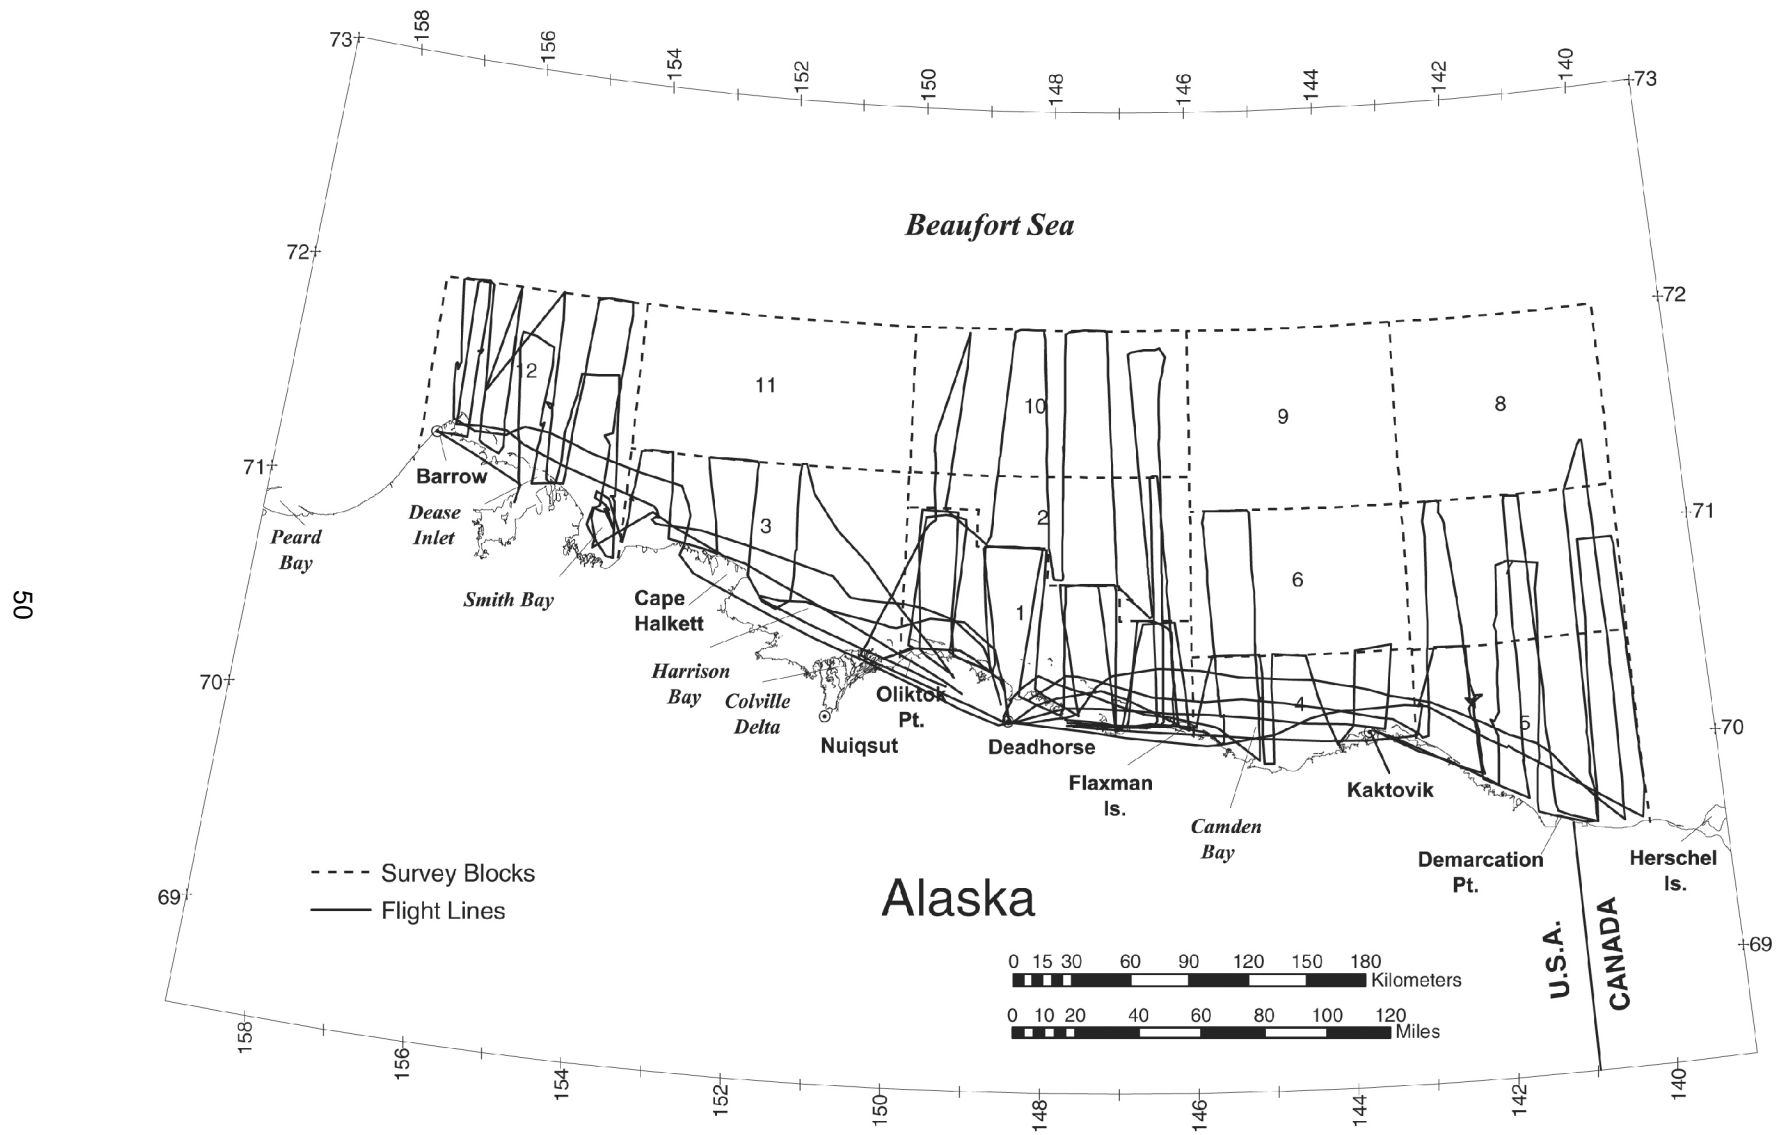 158
156
154
152
150
148
146
144
142
140
73
73
Beaufort Sea
72
72
12
11
10
9
8
71
71
Barrow
Dease
Inlet
Peard
Bay
3
2
6
1
Smith Bay
Cape
Halkett
50
Harrison
Bay
Colville
Delta
Nuiqsut
Oliktok
Pt.
Deadhorse
4
5
70
70
Flaxman
Is.
Kaktovik
Camden
Bay
Demarcation
Pt.
Herschel
Is.
Survey Blocks
Flight Lines
Alaska
69
69
U.S.A.
CANADA
0 15 30 60 90 120 150 180 Kilometers
0 10 20 40 60 80 100 120 Miles
158
156
154
152
150
148
146
144
142
140